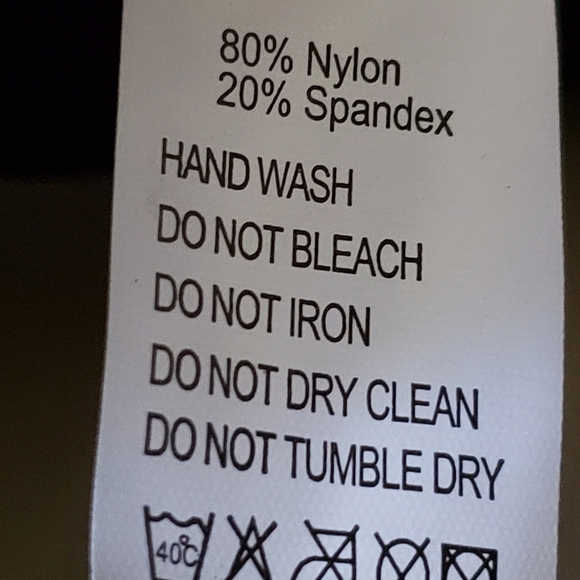 80% Nylon
20% Spandex
HAND WASH
DO NOT BLEACH
DO NOT IRON
DO NOT DRY CLEAN
DO NOT TUMBLE DRY
40℃